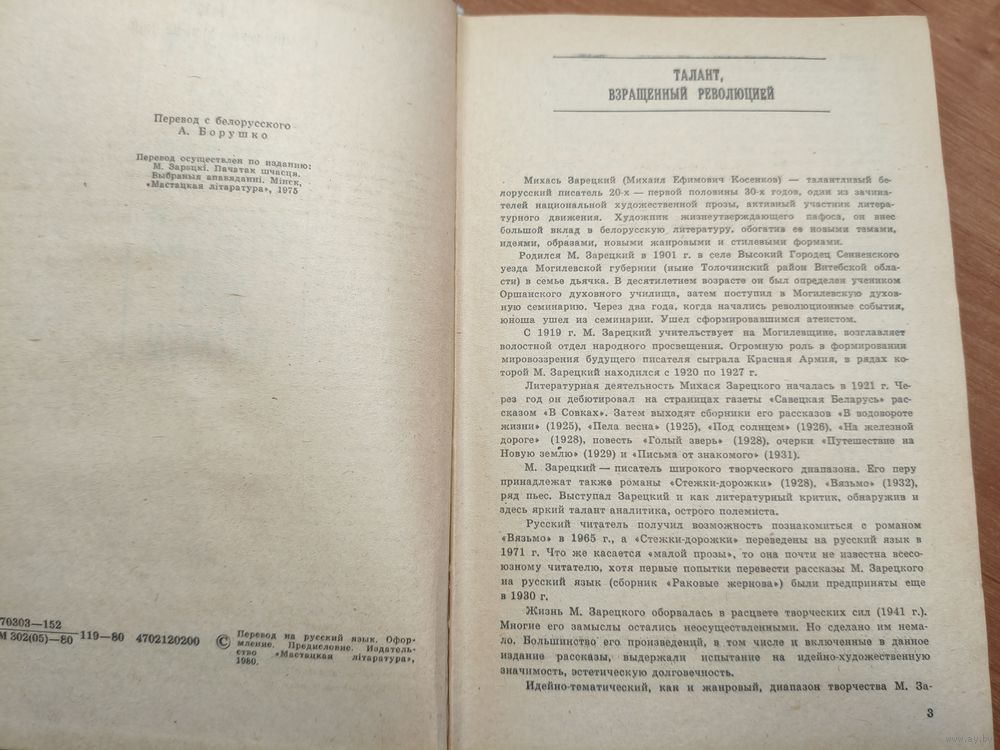 Перевод с белорусского
А. Борушко
Перевод осуществлен по изданию:
М. Зарэцкі. Пачатак шчасця.
Выбраныя апавяданні. Мінск,
«Мастацкая літаратура», 1975
70303—152
М 302(05)—80 119—80 4702120200
© Перевод на русский язык. Офор-
мление. Предисловие. Издатель-
ство «Мастацкая літаратура»,
1980.
ТАЛАНТ,
ВЗРАЩЕННЫЙ РЕВОЛЮЦИЕЙ
Михась Зарецкий (Михаил Ефимович Косенков) — талантливый бе-
лорусский писатель 20-х — первой половины 30-х годов, один из зачина-
телей национальной художественной прозы, активный участник литера-
турного движения. Художник жизнеутверждающего пафоса, он внес
большой вклад в белорусскую литературу, обогатив ее новыми темами,
идеями, образами, новыми жанровыми и стилевыми формами.
Родился М. Зарецкий в 1901 г. в селе Высокий Городец Сенненского
уезда Могилевской губернии (ныне Толочинский район Витебской обла-
сти) в семье дьячка. В десятилетнем возрасте он был определен учеником
Оршанского духовного училища, затем поступил в Могилевскую духов-
ную семинарию. Через два года, когда начались революционные события,
юноша ушел из семинарии. Ушел сформировавшимся атеистом.
С 1919 г. М. Зарецкий учительствует на Могилевщине, возглавляет
волостной отдел народного просвещения. Огромную роль в формировании
мировоззрения будущего писателя сыграла Красная Армия, в рядах ко-
торой М. Зарецкий находился с 1920 по 1927 г.
Литературная деятельность Михася Зарецкого началась в 1921 г. Че-
рез год он дебютировал на страницах газеты «Савецкая Беларусь» рас-
сказом «В Совках». Затем выходят сборники его рассказов «В водовороте
жизни» (1925), «Пела весна» (1925), «Под солнцем» (1926), «На железной
дороге» (1928), повесть «Голый зверь» (1928), очерки «Путешествие на
Новую землю» (1929) и «Письма от знакомого» (1931).
М. Зарецкий — писатель широкого творческого диапазона. Его перу
принадлежат также романы «Стежки-дорожки» (1928), «Вязьмо» (1932),
ряд пьес. Выступал Зарецкий и как литературный критик, обнаружив и
здесь яркий талант аналитика, острого полемиста.
Русский читатель получил возможность познакомиться с романом
«Вязьмо» в 1965 г., а «Стежки-дорожки» переведены на русский язык в
1971 г. Что же касается «малой прозы», то она почти не известна всесо-
юзному читателю, хотя первые попытки перевести рассказы М. Зарецкого
на русский язык (сборник «Раковые жернова») были предприняты еще
в 1930 г.
Жизнь М. Зарецкого оборвалась в расцвете творческих сил (1941 г.).
Многие его замыслы остались неосуществленными. Но сделано им нема-
ло. Большинство его произведений, в том числе и включенные в данное
издание рассказы, выдержали испытание на идейно-художественную
значимость, эстетическую долговечность.
Идейно-тематический, как и жанровый, диапазон творчества М. За-
3
www.ay.by